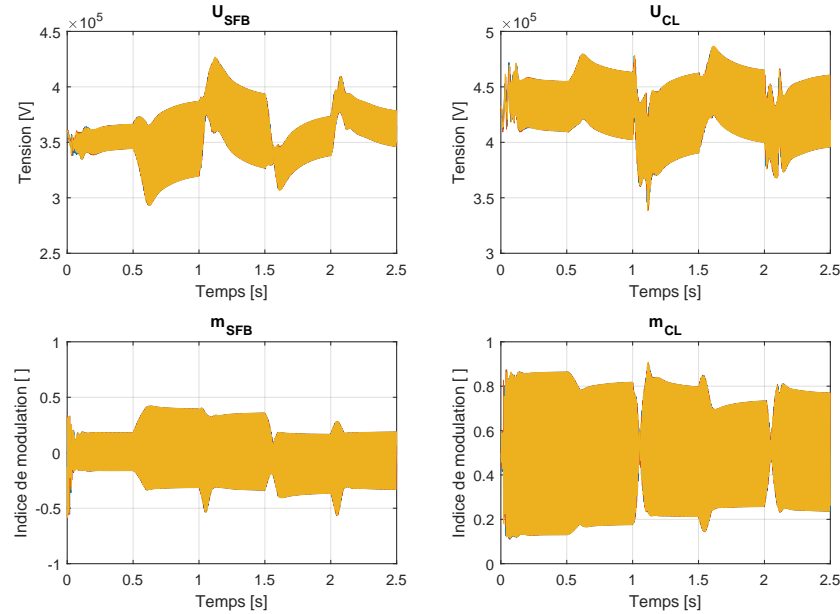 U_SFB
×10^5
Tension [V]
4.5
4
3.5
3
2.5
0 0.5 1 1.5 2 2.5
Temps [s]
U_CL
×10^5
Tension [V]
5
4.5
4
3.5
3
0 0.5 1 1.5 2 2.5
Temps [s]
m_SFB
Indice de modulation [ ]
1
0.5
0
-0.5
-1
0 0.5 1 1.5 2 2.5
Temps [s]
m_CL
Indice de modulation [ ]
1
0.8
0.6
0.4
0.2
0
0 0.5 1 1.5 2 2.5
Temps [s]